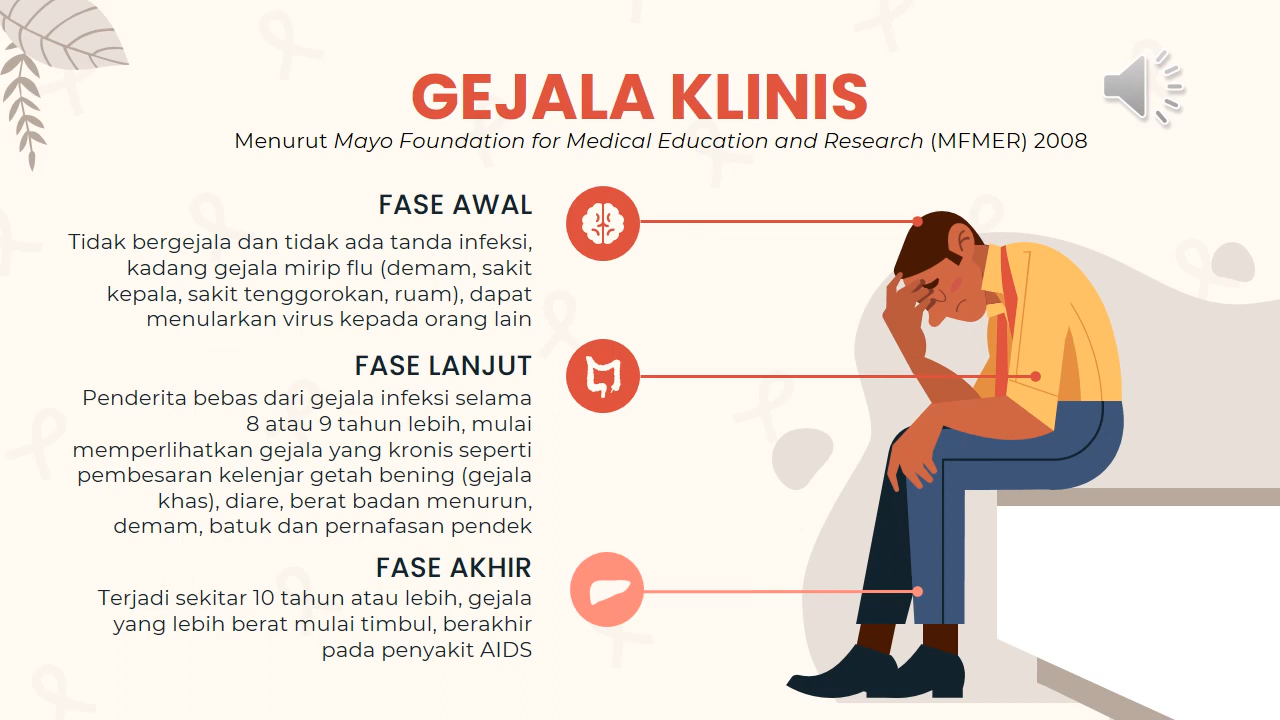 GEJALA KLINIS
Menurut Mayo Foundation for Medical Education and Research (MFMER) 2008
FASE AWAL
Tidak bergejala dan tidak ada tanda infeksi,
kadang gejala mirip flu (demam, sakit
kepala, sakit tenggorokan, ruam), dapat
menularkan virus kepada orang lain
FASE LANJUT
Penderita bebas dari gejala infeksi selama
8 atau 9 tahun lebih, mulai
memperlihatkan gejala yang kronis seperti
pembesaran kelenjar getah bening (gejala
khas), diare, berat badan menurun,
demam, batuk dan pernafasan pendek
FASE AKHIR
Terjadi sekitar 10 tahun atau lebih, gejala
yang lebih berat mulai timbul, berakhir
pada penyakit AIDS